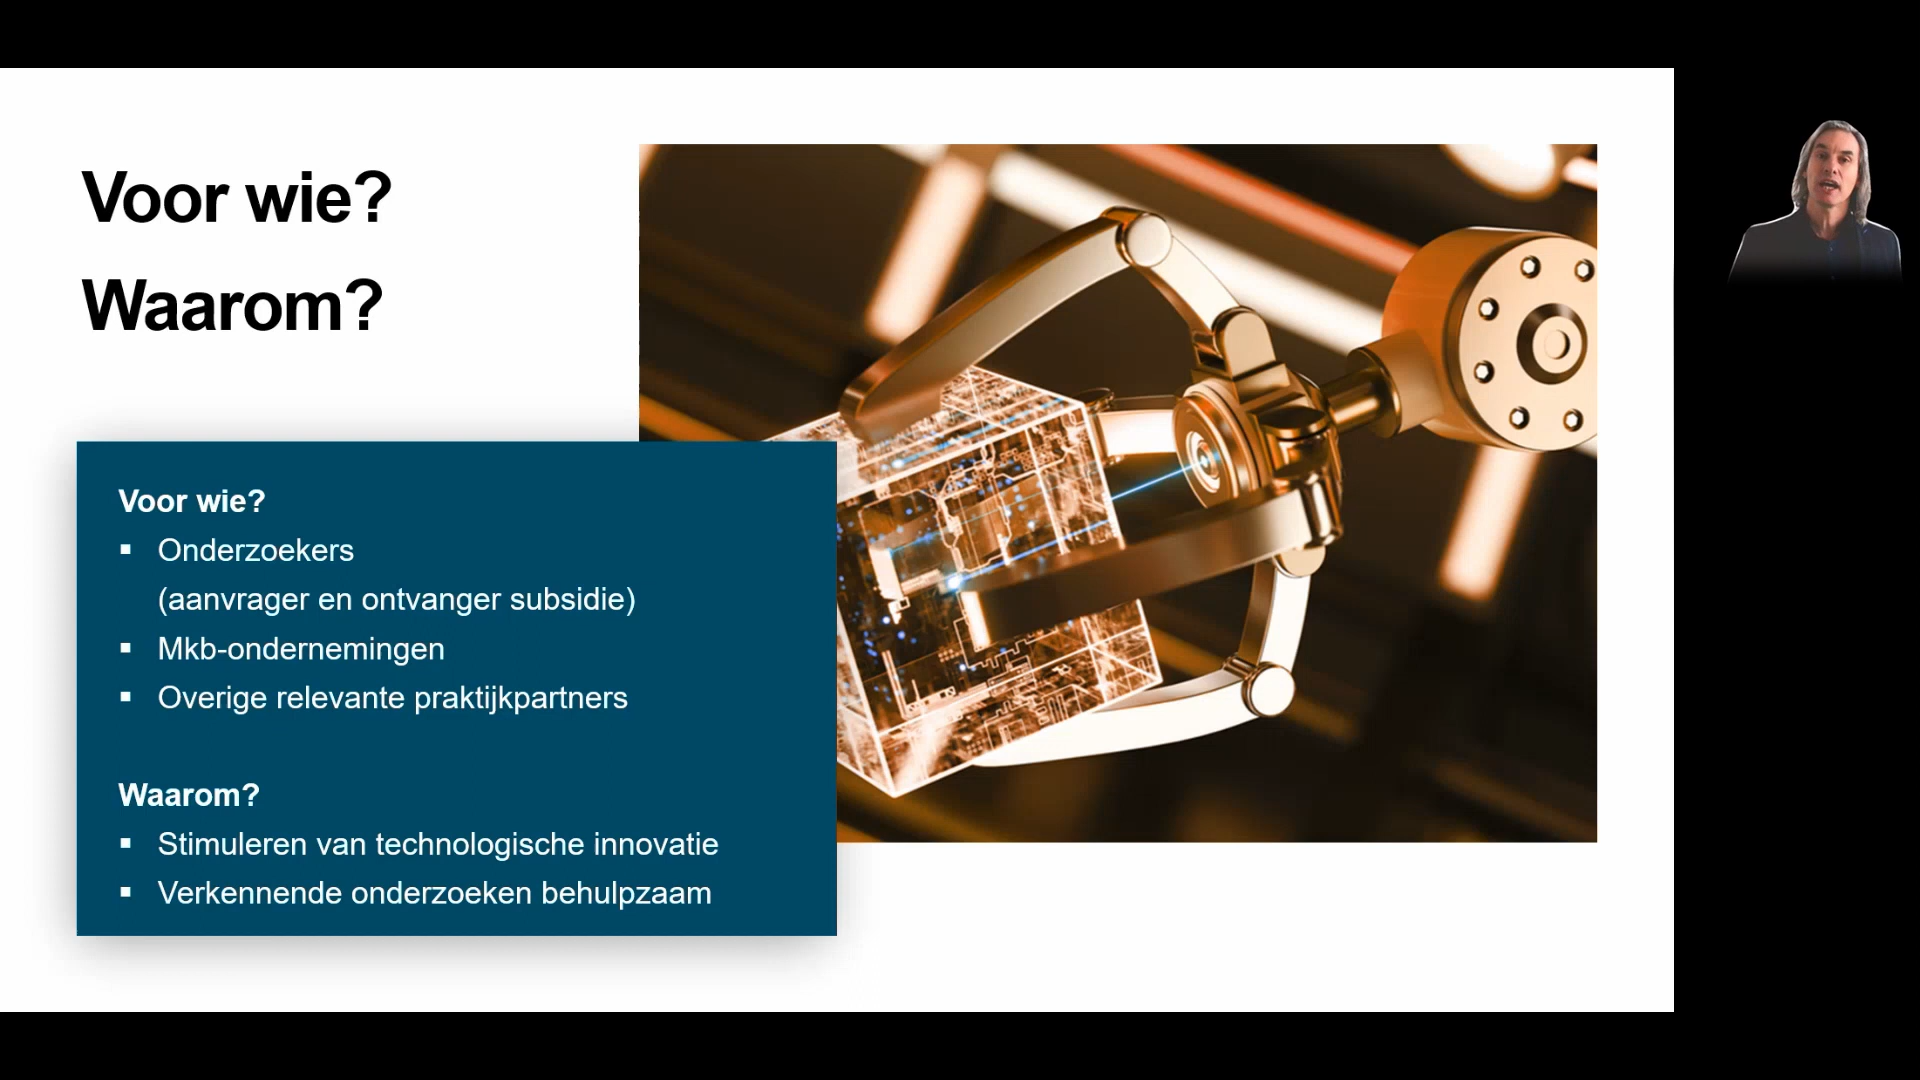 Voor wie?
Waarom?
Voor wie?
▪ Onderzoekers
(aanvrager en ontvanger subsidie)
▪ Mkb-ondernemingen
▪ Overige relevante praktijkpartners
Waarom?
▪ Stimuleren van technologische innovatie
▪ Verkennende onderzoeken behulpzaam